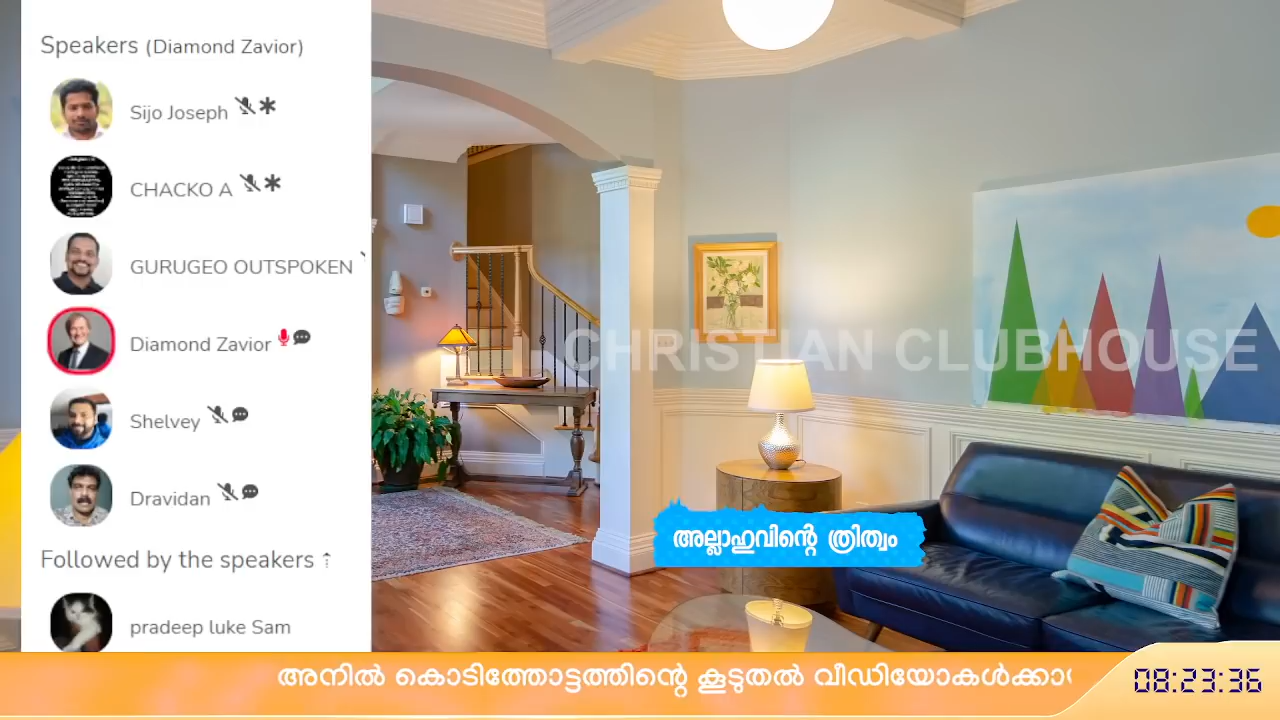 Speakers (Diamond Zavior)
Sijo Joseph
CHACKO A
GURUGEO OUTSPOKEN
Diamond Zavior
Shelvey
Dravidan
Followed by the speakers
pradeep luke Sam
CHRISTIAN CLUBHOUSE
അല്ലാഹുവിന്റെ ത്രിത്വം
അനിൽ കൊടിത്തോട്ടത്തിന്റെ കൂടുതൽ വീഡിയോകൾക്കാ
08:23:36